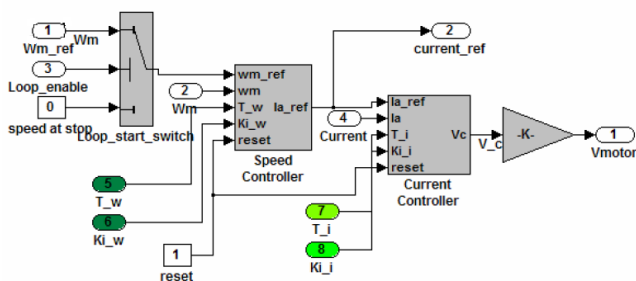 1
Wm
Wm_ref
2
current_ref
3
Loop_enable
0
speed at stop
Loop_start_switch
2
Wm
wm_ref
wm
T_w
Ki_w
reset
Ia_ref
Speed
Controller
4
Current
Ia_ref
Ia
T_i
Ki_i
reset
Vc
Current
Controller
V_c
-K-
1
Vmotor
5
T_w
6
Ki_w
1
reset
7
T_i
8
Ki_i